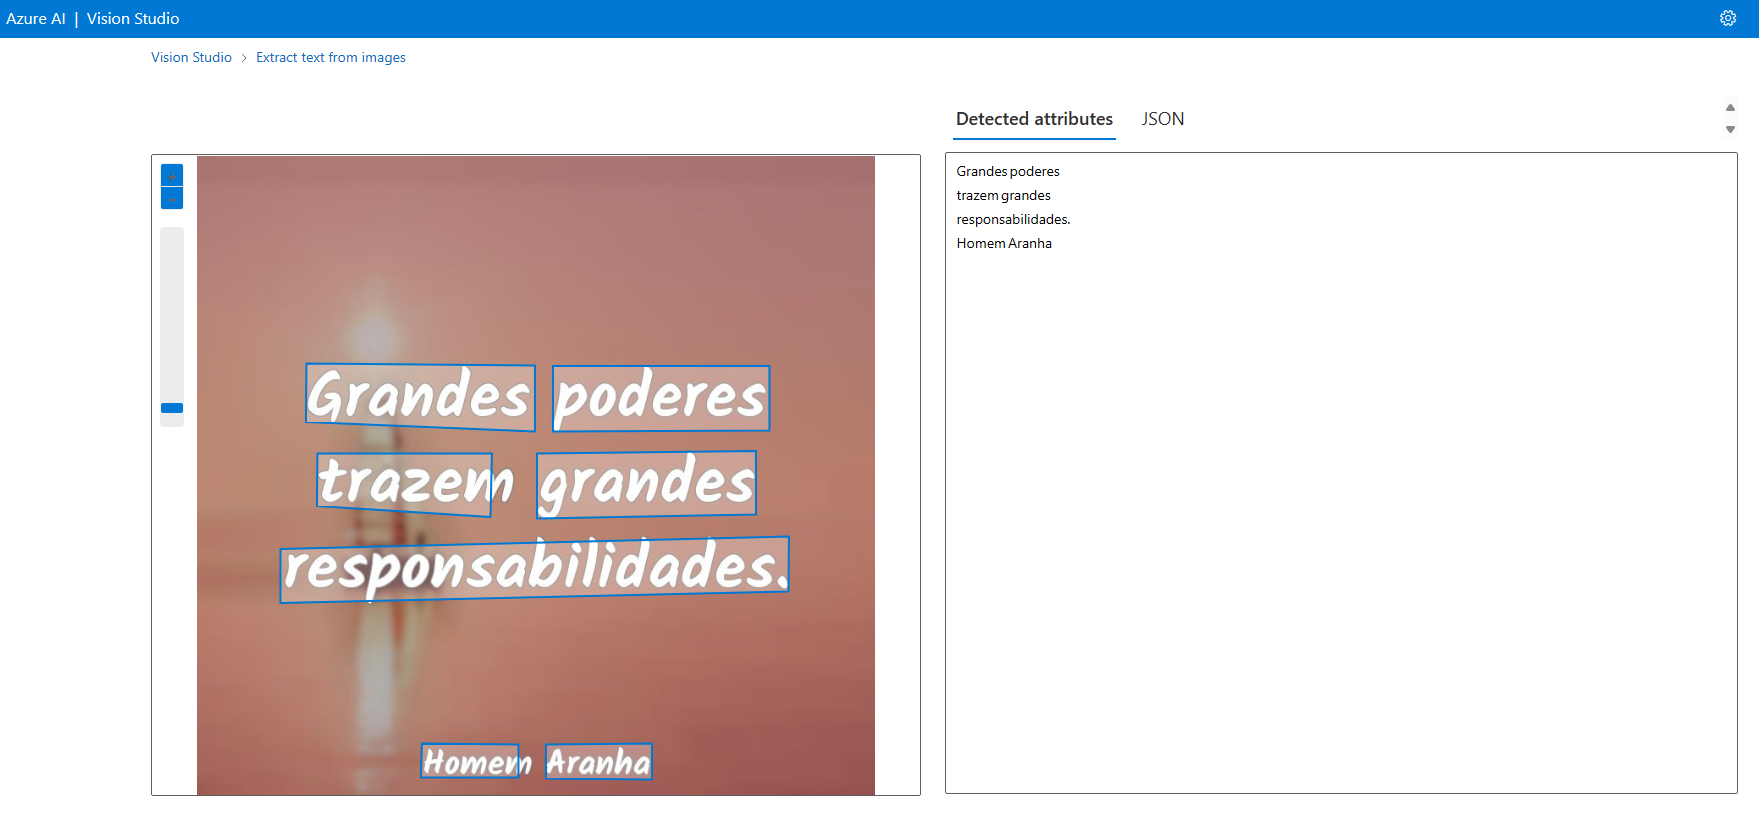 Azure AI | Vision Studio
Vision Studio > Extract text from images
Detected attributes JSON
Grandes poderes
trazem grandes
responsabilidades.
Homem Aranha
Grandes poderes
trazem grandes
responsabilidades.
Homem Aranha